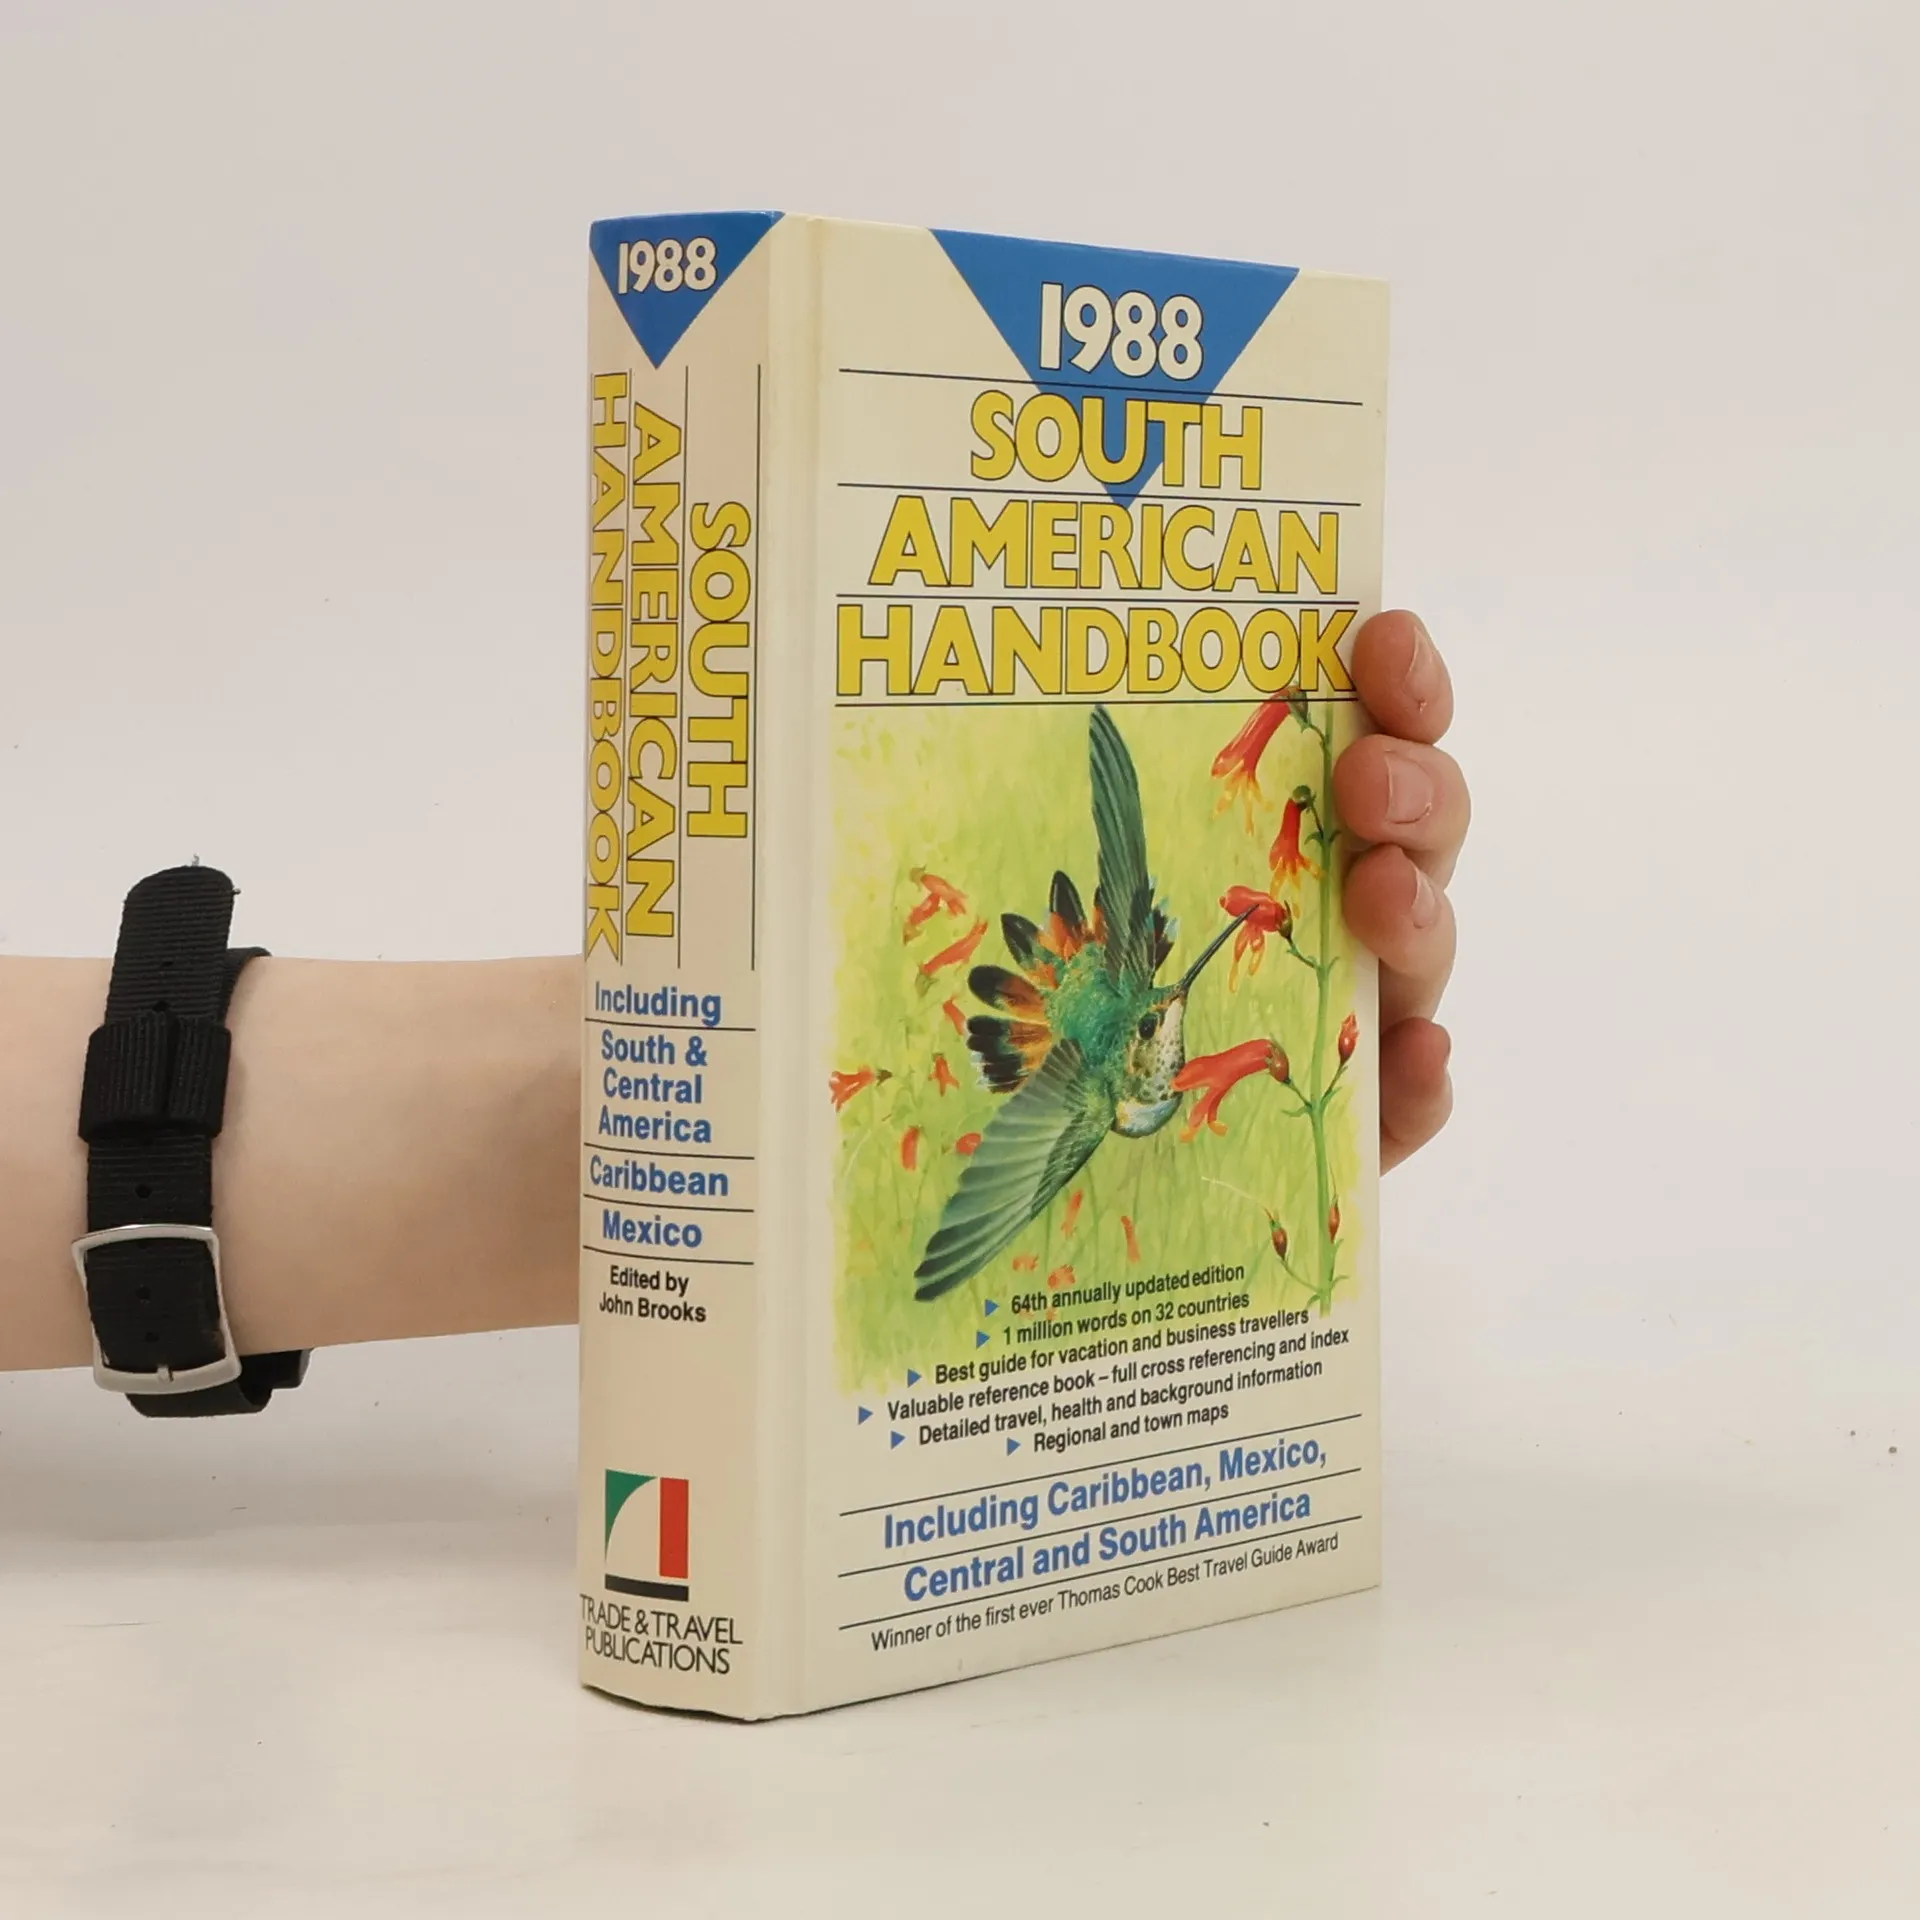 1988
SOUTH
AMERICAN
HANDBOOK
Including
South &
Central
America
Caribbean
Mexico
Edited by
John Brooks
TRADE & TRAVEL
PUBLICATIONS
1988
SOUTH
AMERICAN
HANDBOOK
64th annually updated edition
1 million words on 32 countries
Best guide for vacation and business travellers
Valuable reference book – full cross referencing and index
Detailed travel, health and background information
Regional and town maps
Including Caribbean, Mexico,
Central and South America
Winner of the first ever Thomas Cook Best Travel Guide Award